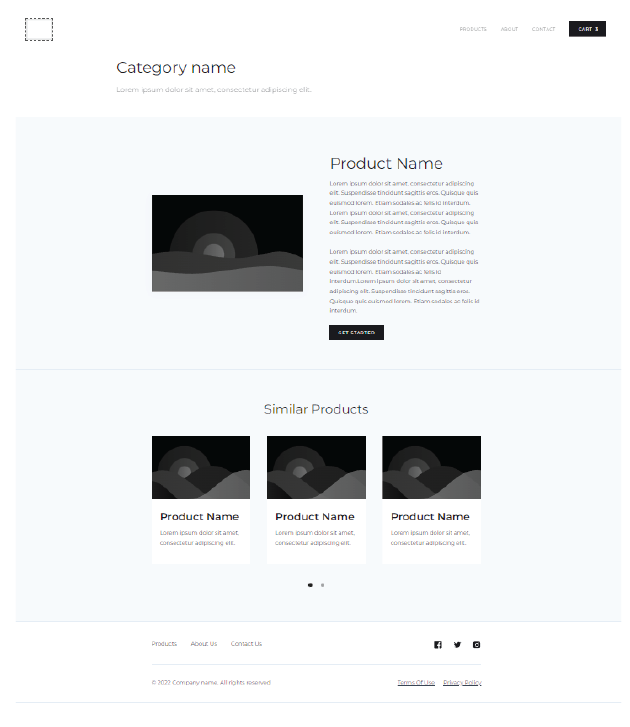 PRODUCTS ABOUT CONTACT CART 3
Category name
Lorem ipsum dolor sit amet, consectetur adipiscing elit.
Product Name
Lorem ipsum dolor sit amet, consectetur adipiscing
elit. Suspendisse tincidunt sagittis eros. Quisque quis
euismod lorem. Etiam sodales ac felis id interdum.
Lorem ipsum dolor sit amet, consectetur adipiscing
elit. Suspendisse tincidunt sagittis eros. Quisque quis
euismod lorem. Etiam sodales ac felis id interdum.
Lorem ipsum dolor sit amet, consectetur adipiscing
elit. Suspendisse tincidunt sagittis eros. Quisque quis
euismod lorem. Etiam sodales ac felis id
interdum.Lorem ipsum dolor sit amet, consectetur
adipiscing elit. Suspendisse tincidunt sagittis eros.
Quisque quis euismod lorem. Etiam sodales ac felis id
interdum.
GET STARTED
Similar Products
Product Name
Lorem ipsum dolor sit amet,
consectetur adipiscing elit.
Product Name
Lorem ipsum dolor sit amet,
consectetur adipiscing elit.
Product Name
Lorem ipsum dolor sit amet,
consectetur adipiscing elit.
Products About Us Contact Us
© 2022 Company name. All rights reserved
Terms Of Use Privacy Policy